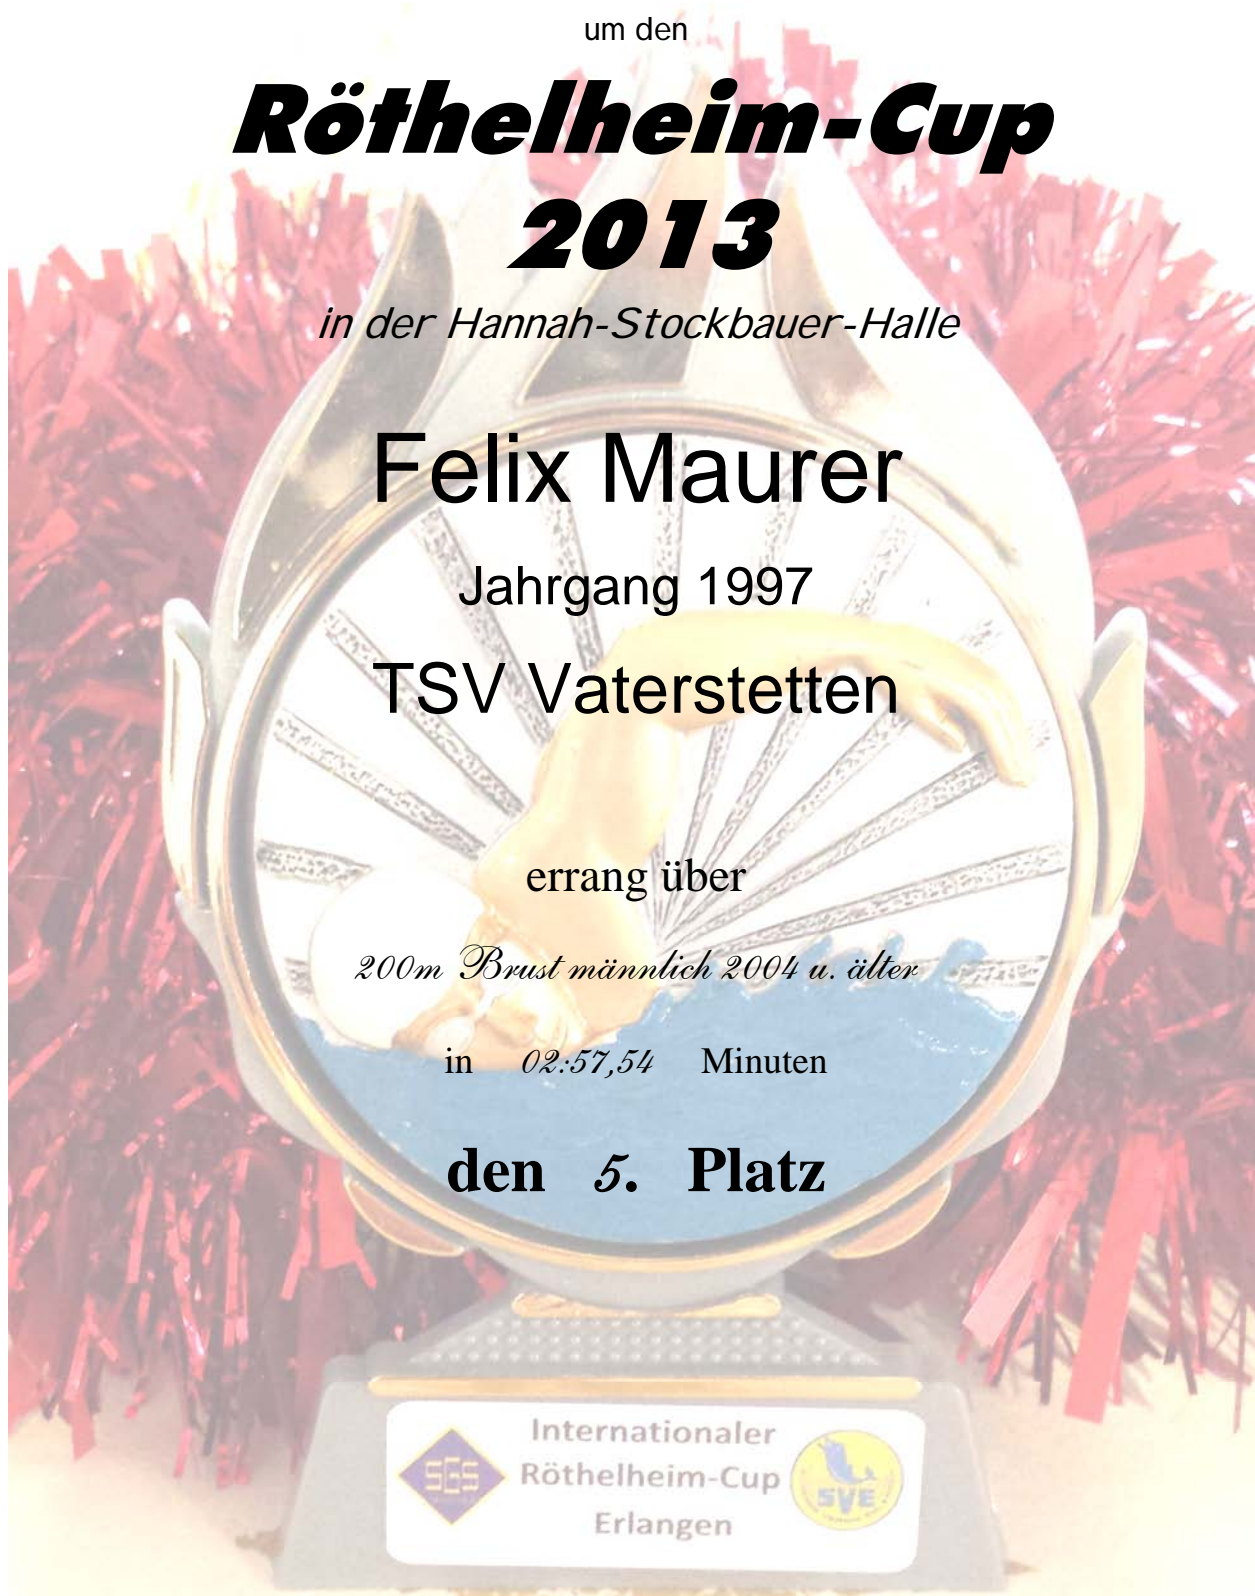 um den
Röthelheim-Cup
2013
in der Hannah-Stockbauer-Halle
Felix Maurer
Jahrgang 1997
TSV Vaterstetten
errang über
200m Brust männlich 2004 u. älter
in 02:57,54 Minuten
den 5. Platz
Internationaler
SGS Röthelheim-Cup SVE
Erlangen